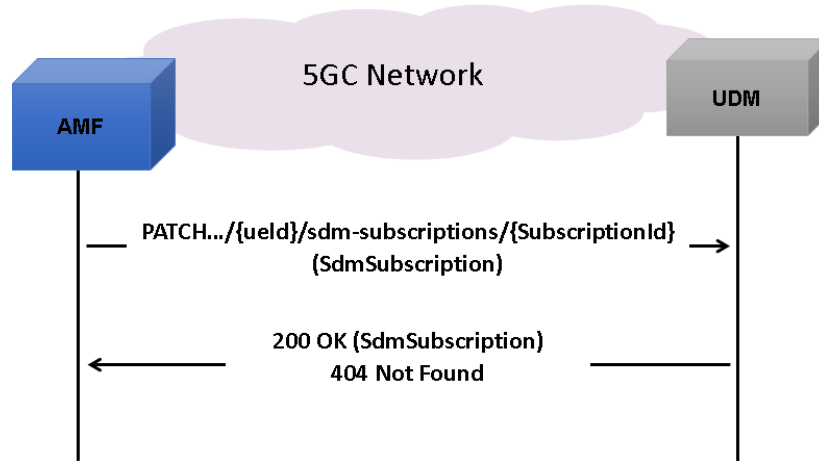 5GC Network
AMF
UDM
PATCH.../{ueId}/sdm-subscriptions/{SubscriptionId}
(SdmSubscription)
200 OK (SdmSubscription)
404 Not Found